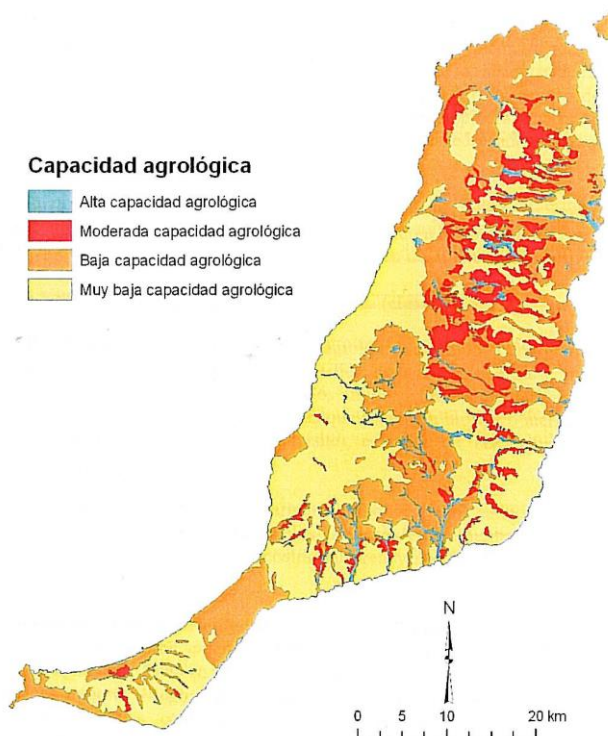 Capacidad agrológica
Alta capacidad agrológica
Moderada capacidad agrológica
Baja capacidad agrológica
Muy baja capacidad agrológica
N
0 5 10 20 km